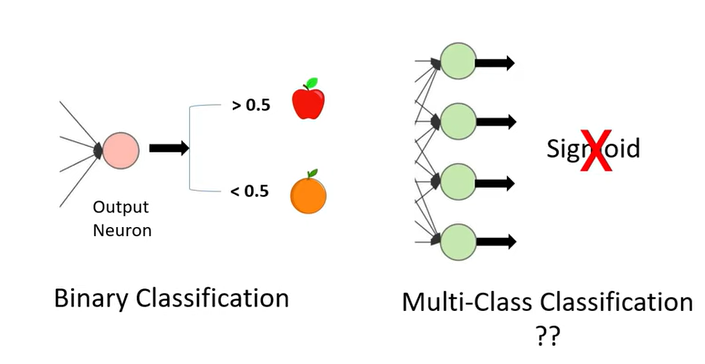 > 0.5
< 0.5
Output
Neuron
Binary Classification
Sigmoid
Multi-Class Classification
??